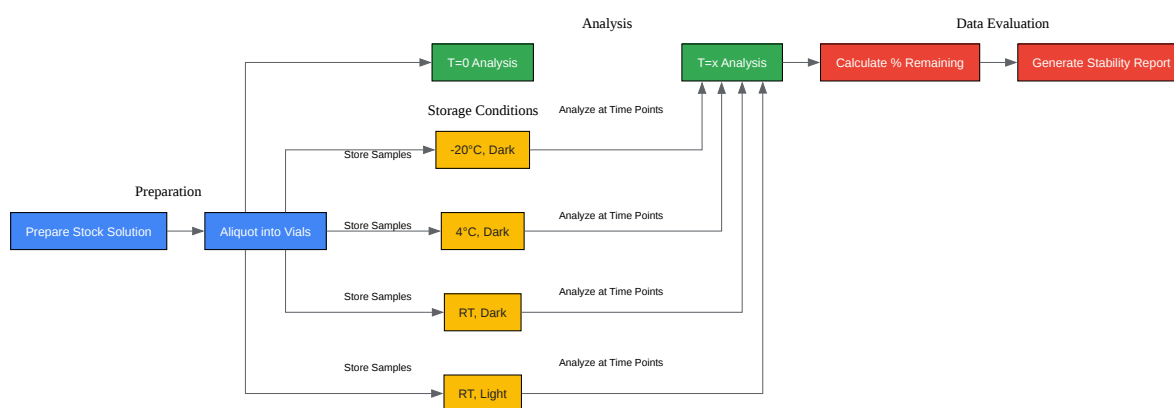 Analysis
Data Evaluation
T=0 Analysis
T=x Analysis
Calculate % Remaining
Generate Stability Report
Storage Conditions
Analyze at Time Points
-20°C, Dark
Store Samples
Preparation
Prepare Stock Solution
Aliquot into Vials
Store Samples
4°C, Dark
Analyze at Time Points
Store Samples
RT, Dark
Analyze at Time Points
Store Samples
RT, Light
Analyze at Time Points